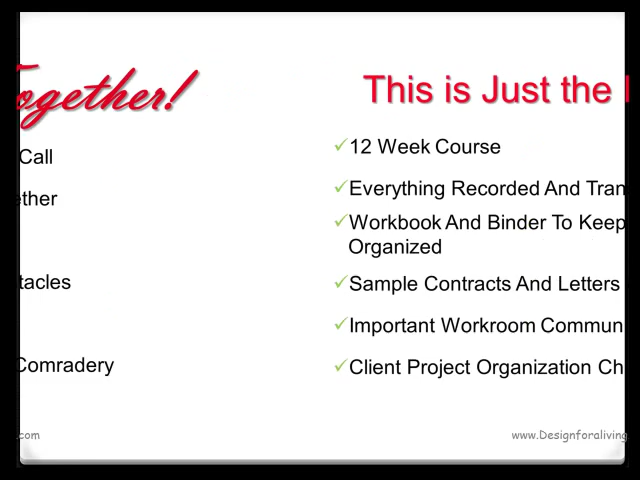 Together!
Call
ether
tacles
Comradery
.com
This is Just the
12 Week Course
Everything Recorded And Tran
Workbook And Binder To Keep
Organized
Sample Contracts And Letters
Important Workroom Commun
Client Project Organization Ch
www.Designforaliving